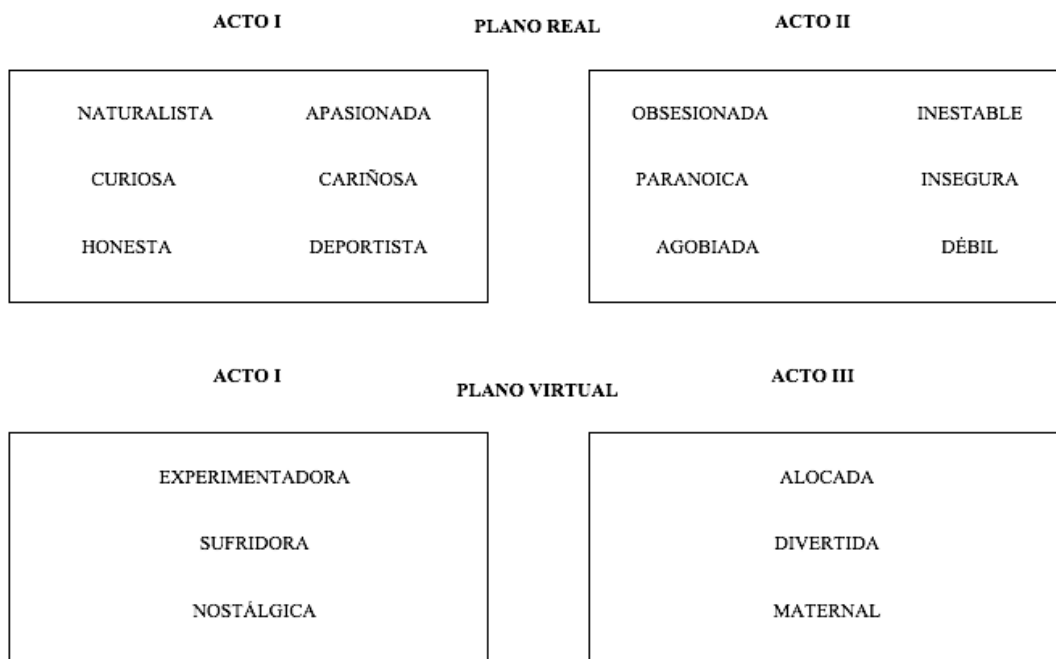 ACTO I PLANO REAL ACTO II
NATURALISTA APASIONADA OBSESIONADA INESTABLE
CURIOSA CARIÑOSA PARANOICA INSEGURA
HONESTA DEPORTISTA AGOBIADA DÉBIL
ACTO I PLANO VIRTUAL ACTO III
EXPERIMENTADORA ALOCADA
SUFRIDORA DIVERTIDA
NOSTÁLGICA MATERNAL